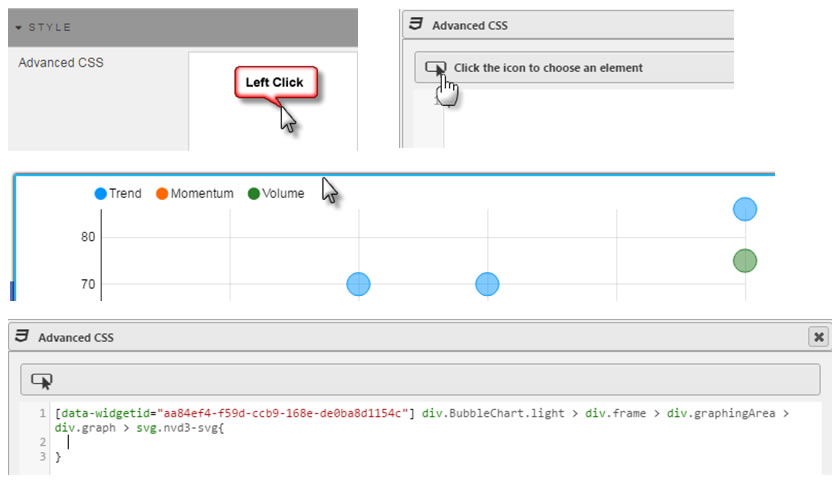 STYLE
Advanced CSS
Left Click
Advanced CSS
Click the icon to choose an element
1
Trend Momentum Volume
80
70
Advanced CSS
1 [data-widgetid="aa84ef4-f59d-ccb9-168e-de0ba8d1154c"] div.BubbleChart.light > div.frame > div.graphingArea >
div.graph > svg.nvd3-svg{
2
3 }